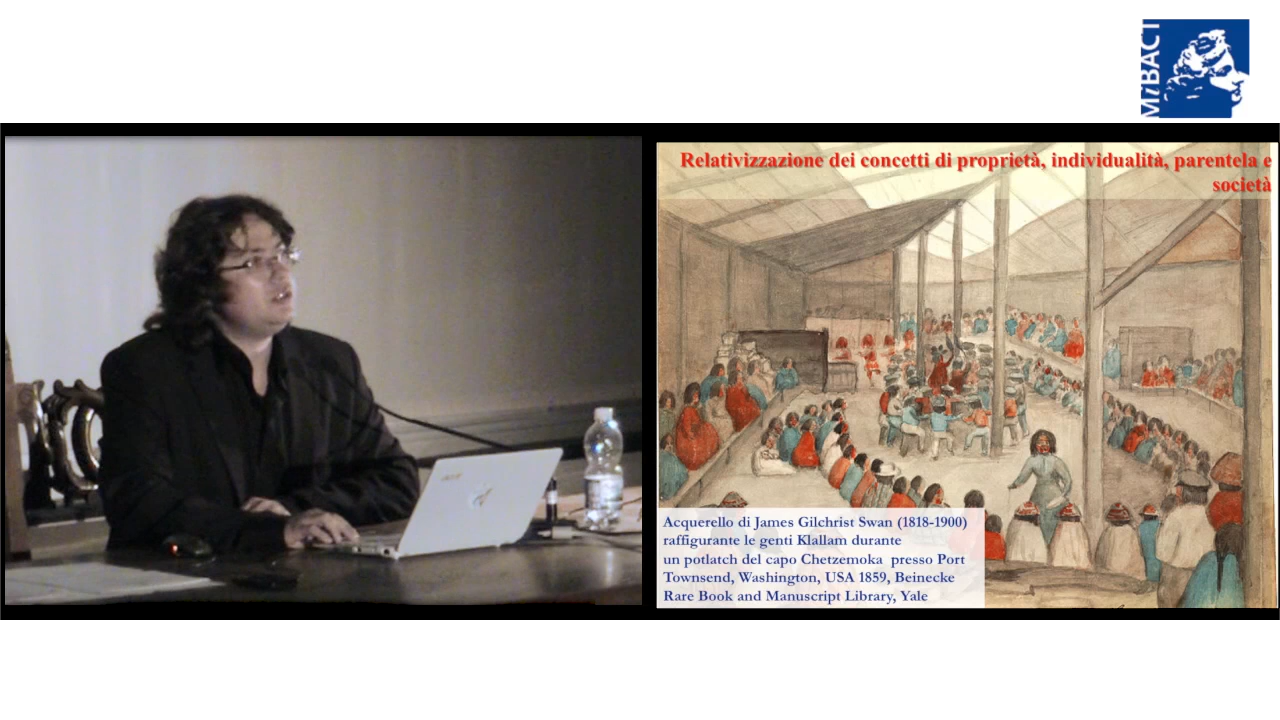 MiBACT
Relativizzazione dei concetti di proprietà, individualità, parentela e
società
acer
Acquerello di James Gilchrist Swan (1818-1900)
raffigurante le genti Klallam durante
un potlatch del capo Chetzemoka presso Port
Townsend, Washington, USA 1859, Beinecke
Rare Book and Manuscript Library, Yale